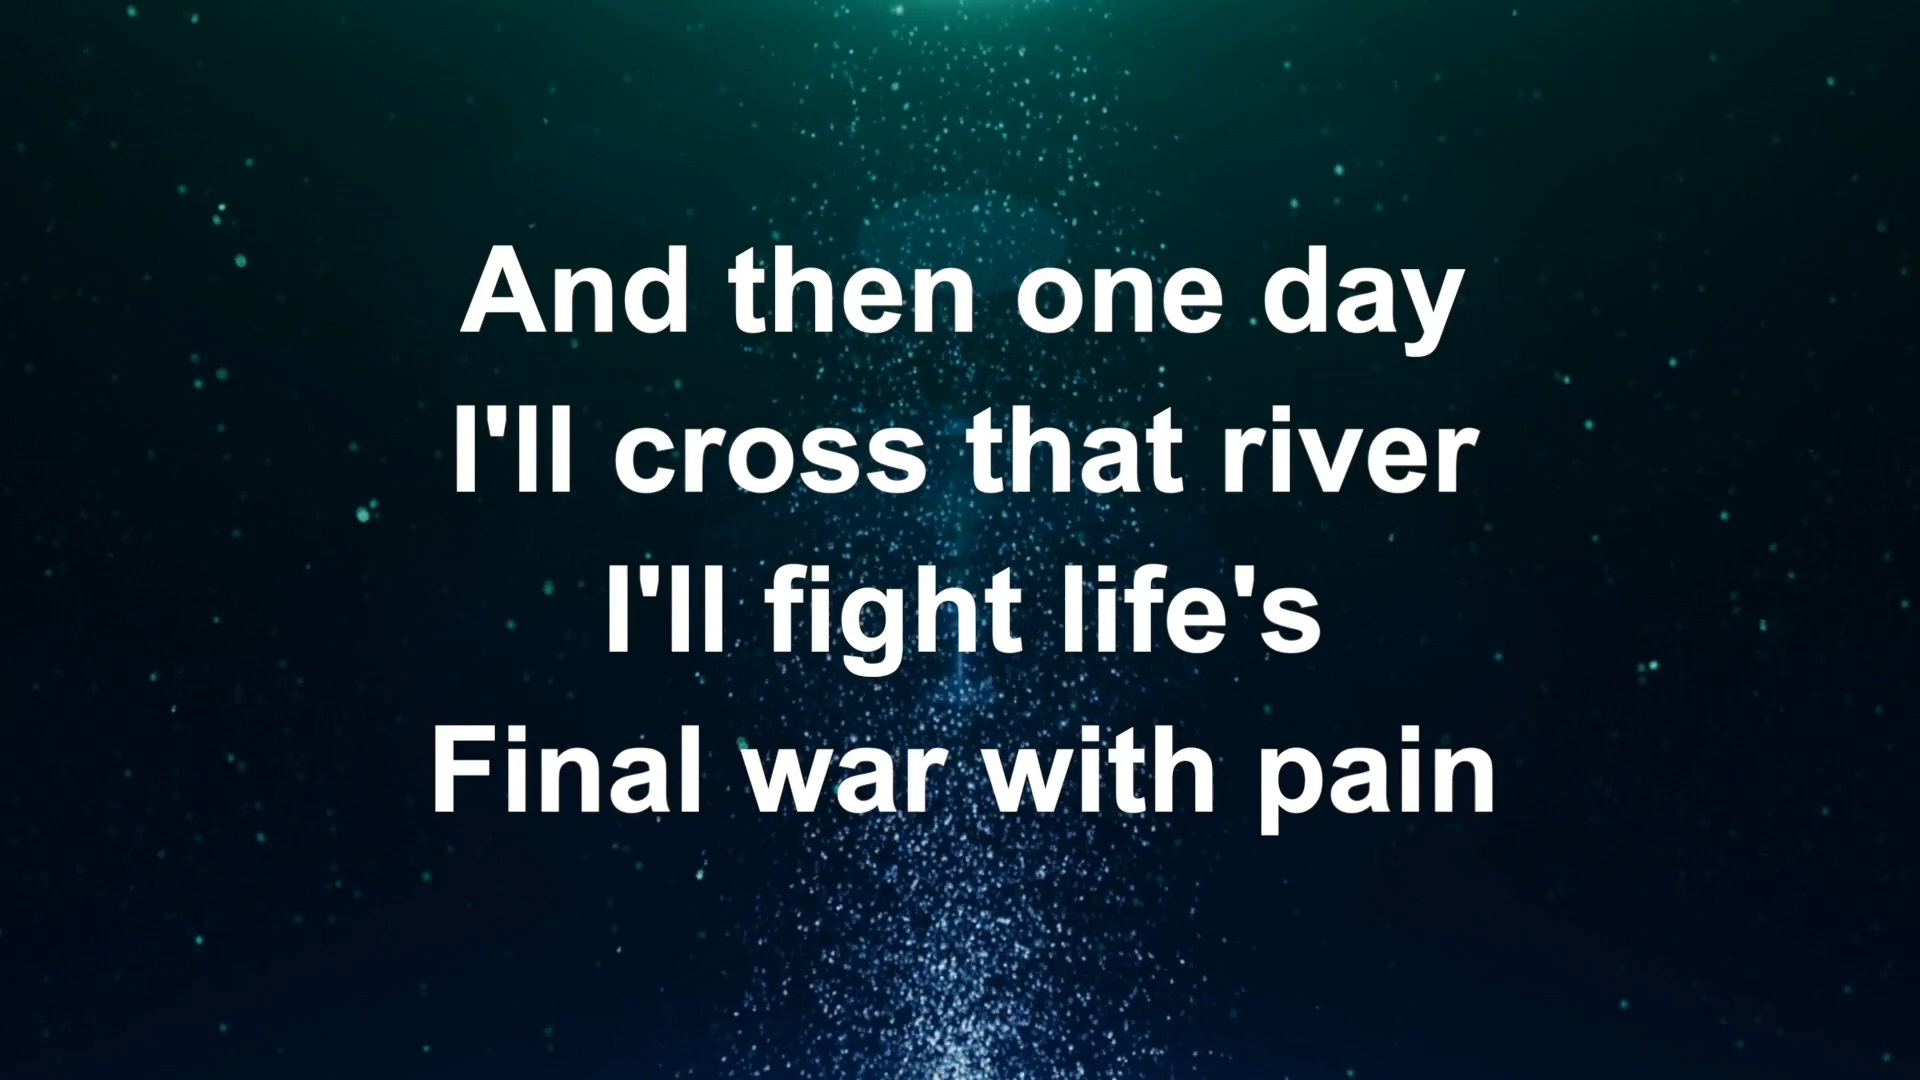 And then one day
I'll cross that river
I'll fight life's
Final war with pain